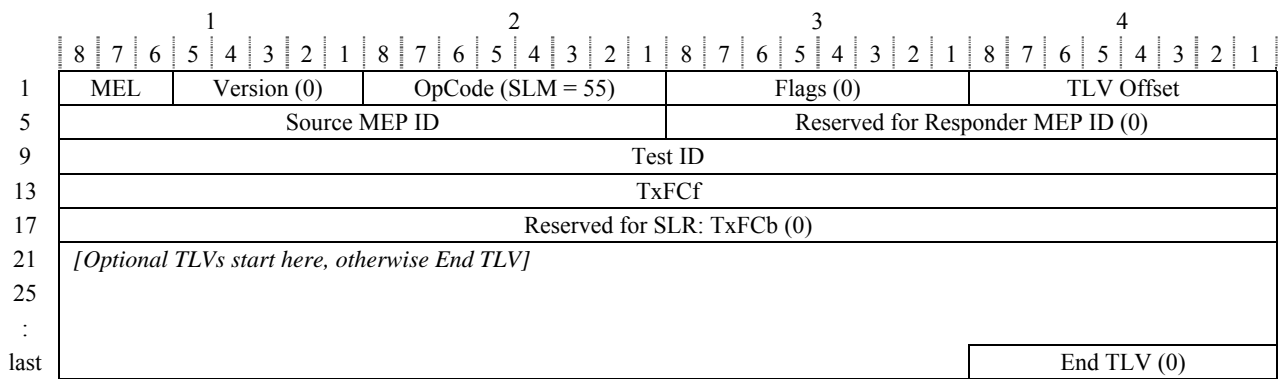 1 2 3 4
8 7 6 5 4 3 2 1 8 7 6 5 4 3 2 1 8 7 6 5 4 3 2 1 8 7 6 5 4 3 2 1
1 MEL Version (0) OpCode (SLM = 55) Flags (0) TLV Offset
5 Source MEP ID Reserved for Responder MEP ID (0)
9 Test ID
13 TxFCf
17 Reserved for SLR: TxFCb (0)
21 [Optional TLVs start here, otherwise End TLV]
25
:
last End TLV (0)